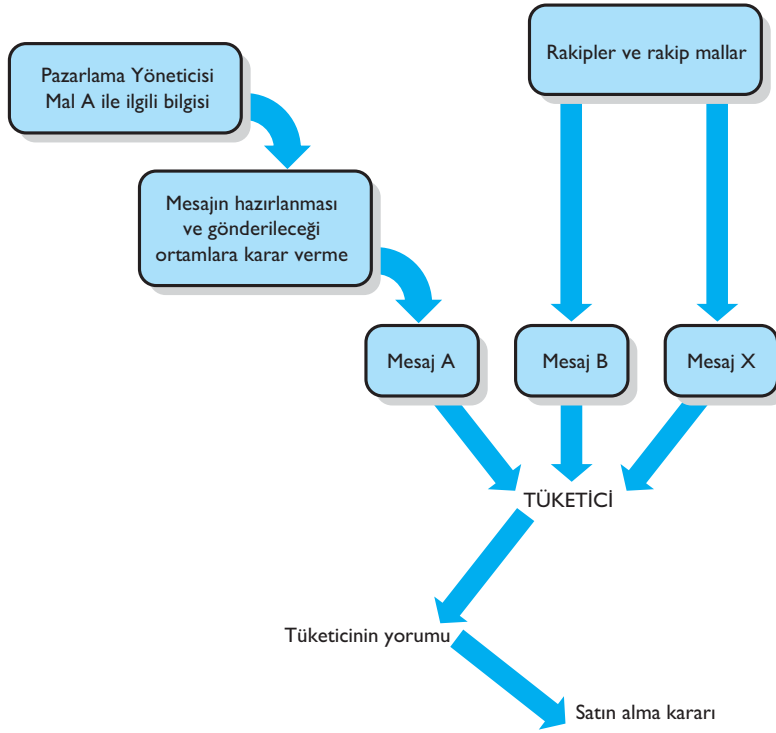 Pazarlama Yöneticisi
Mal A ile ilgili bilgisi
Rakipler ve rakip mallar
Mesajın hazırlanması
ve gönderileceği
ortamlara karar verme
Mesaj A
Mesaj B
Mesaj X
TÜKETİCİ
Tüketicinin yorumu
Satın alma kararı